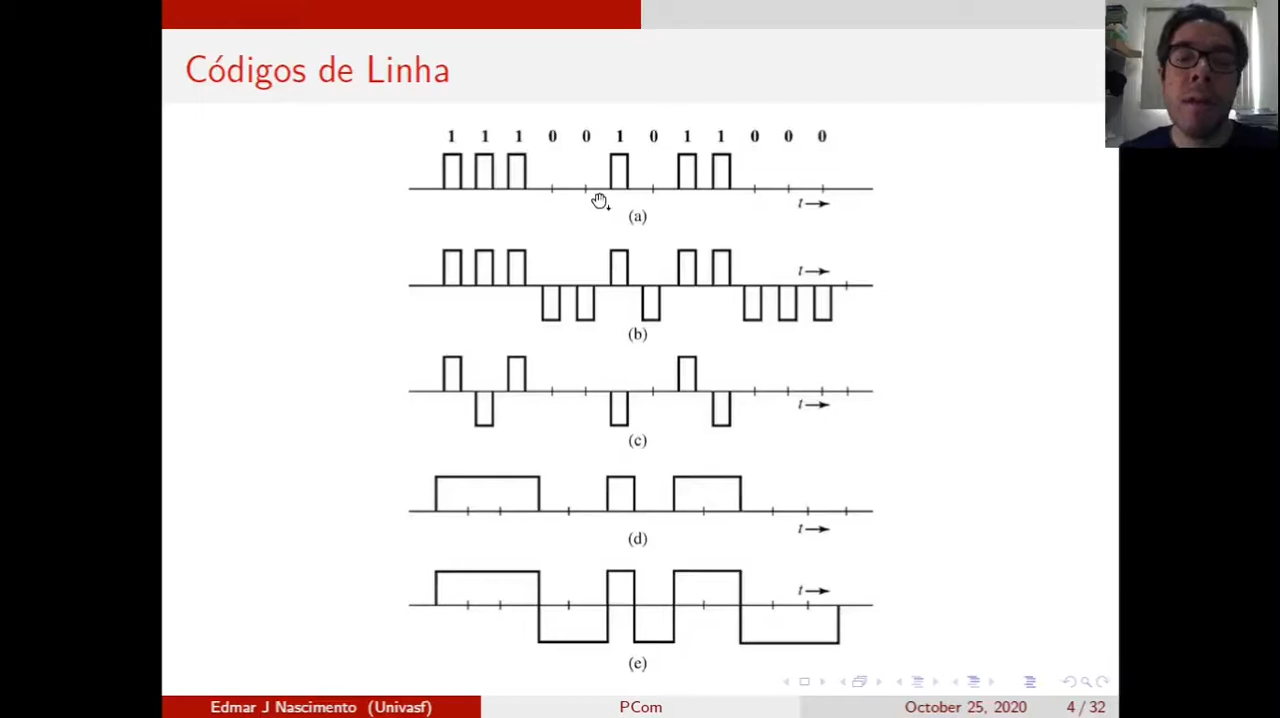 Códigos de Linha
1 1 1 0 0 1 0 1 1 0 0 0
t
(a)
t
(b)
t
(c)
t
(d)
t
(e)
Edmar J Nascimento (Univasf) PCom October 25, 2020 4 / 32